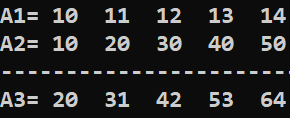 A1= 10 11 12 13 14
A2= 10 20 30 40 50
-----------------------
A3= 20 31 42 53 64